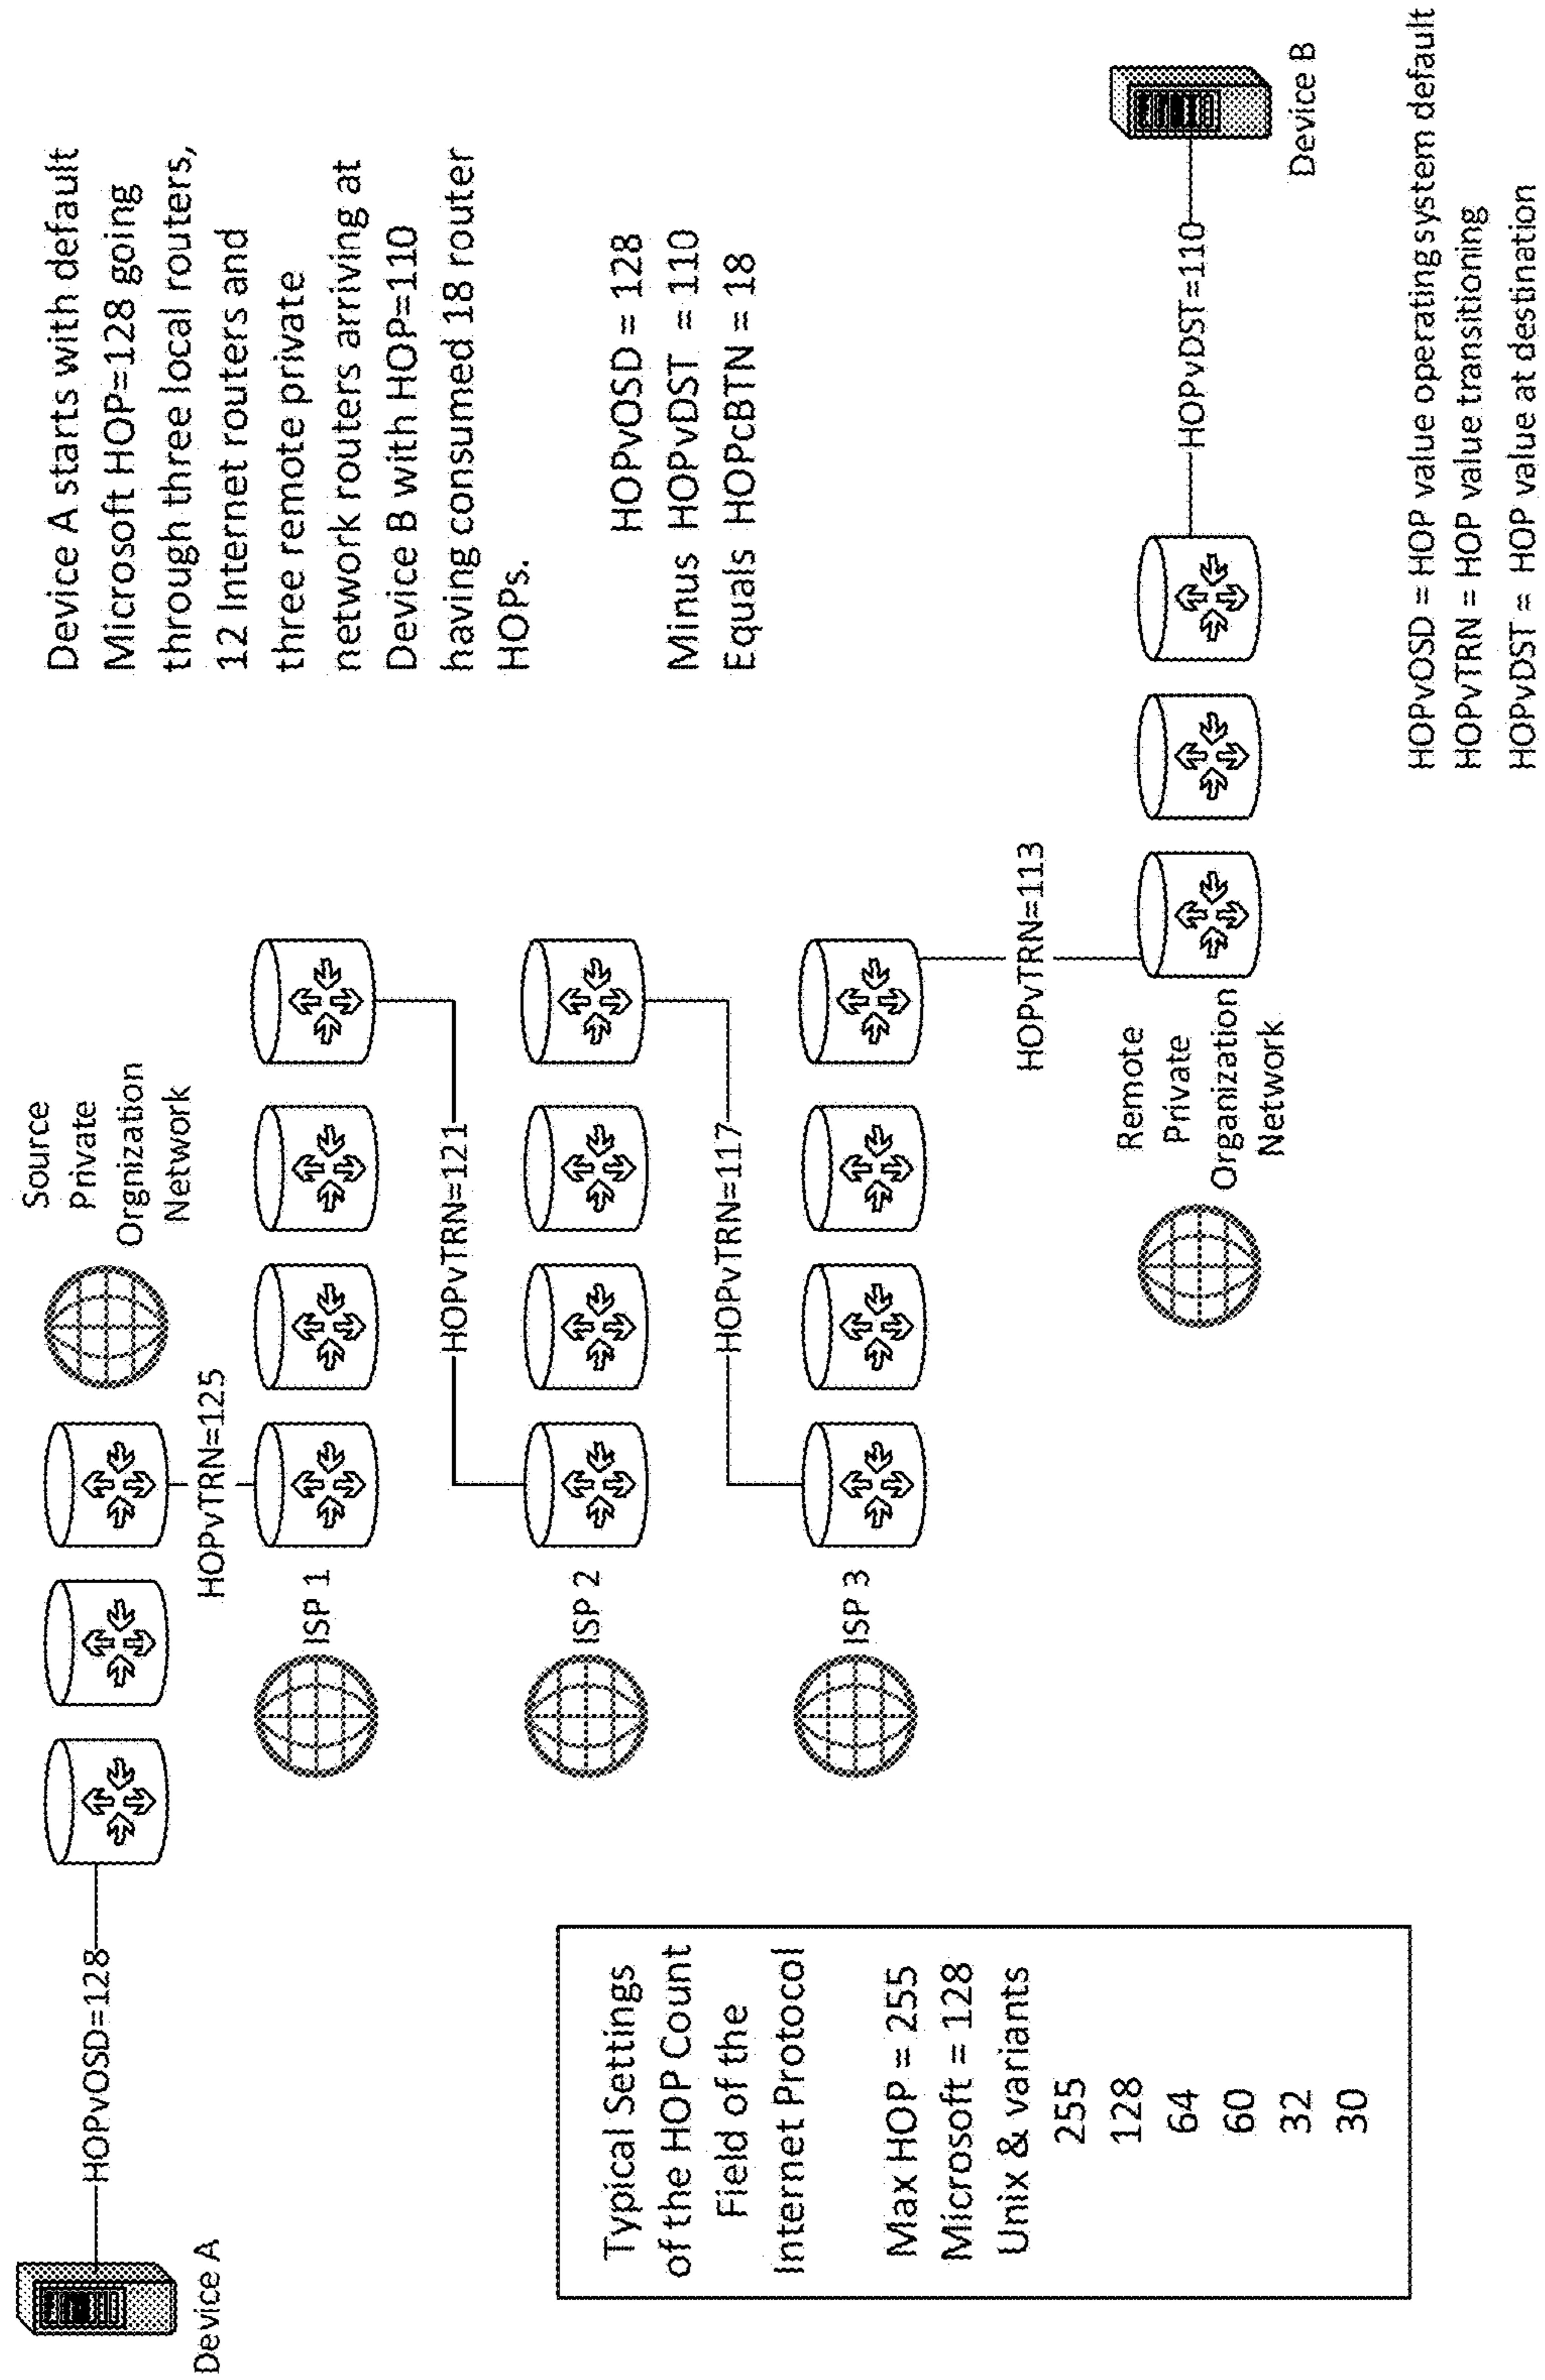 Device A starts with default
Microsoft HOP=128 going
through three local routers,
12 Internet routers and
three remote private
network routers arriving at
Device B with HOP=110
having consumed 18 router
HOPs.
HOPvOSD = 128
Minus HOPvDST = 110
Equals HOPcBTN = 18
Device A
HOPvOSD=128
Source
Private
Orgnization
Network
HOPvTRN=125
ISP 1
HOPvTRN=121
ISP 2
HOPvTRN=117
ISP 3
HOPvTRN=113
Remote
Private
Organization
Network
HOPvDST=110
Device B
Typical Settings
of the HOP Count
Field of the
Internet Protocol
Max HOP = 255
Microsoft = 128
Unix & variants
255
128
64
60
32
30
HOPvOSD = HOP value operating system default
HOPvTRN = HOP value transitioning
HOPvDST = HOP value at destination